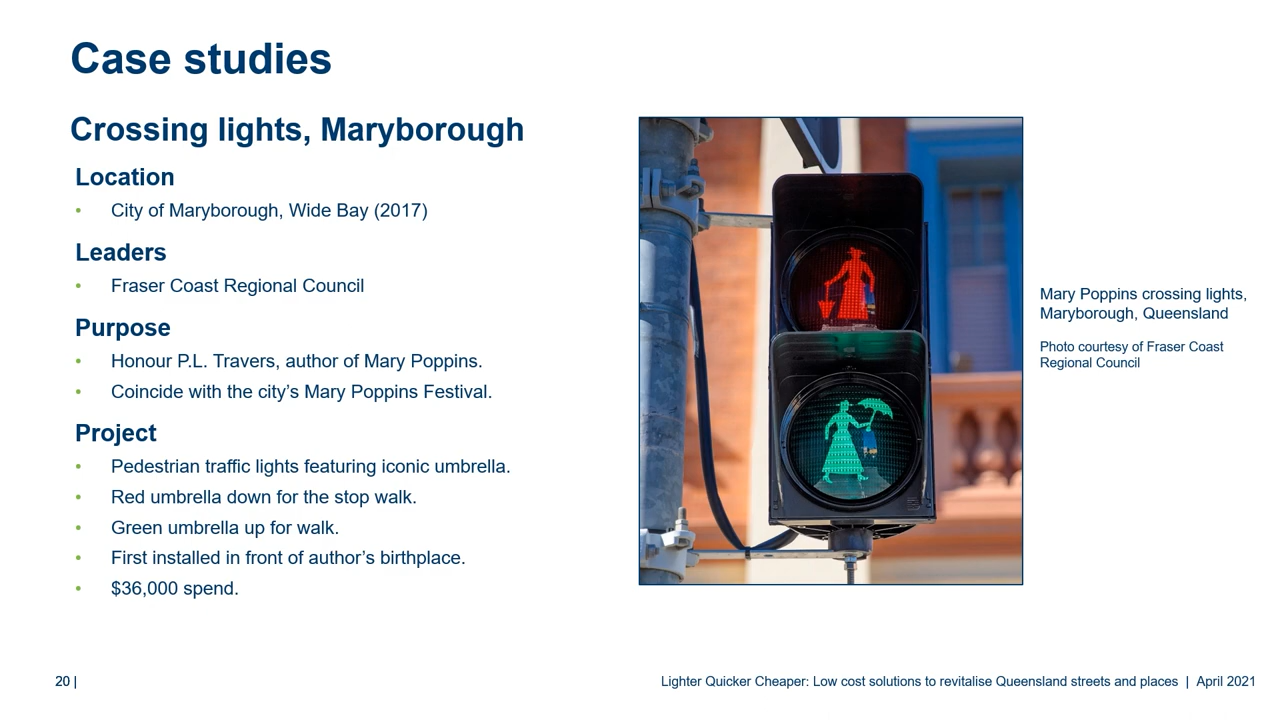 Case studies
Crossing lights, Maryborough
Location
• City of Maryborough, Wide Bay (2017)
Leaders
• Fraser Coast Regional Council
Purpose
• Honour P.L. Travers, author of Mary Poppins.
• Coincide with the city’s Mary Poppins Festival.
Project
• Pedestrian traffic lights featuring iconic umbrella.
• Red umbrella down for the stop walk.
• Green umbrella up for walk.
• First installed in front of author’s birthplace.
• $36,000 spend.
Mary Poppins crossing lights,
Maryborough, Queensland
Photo courtesy of Fraser Coast
Regional Council
20 |
Lighter Quicker Cheaper: Low cost solutions to revitalise Queensland streets and places | April 2021